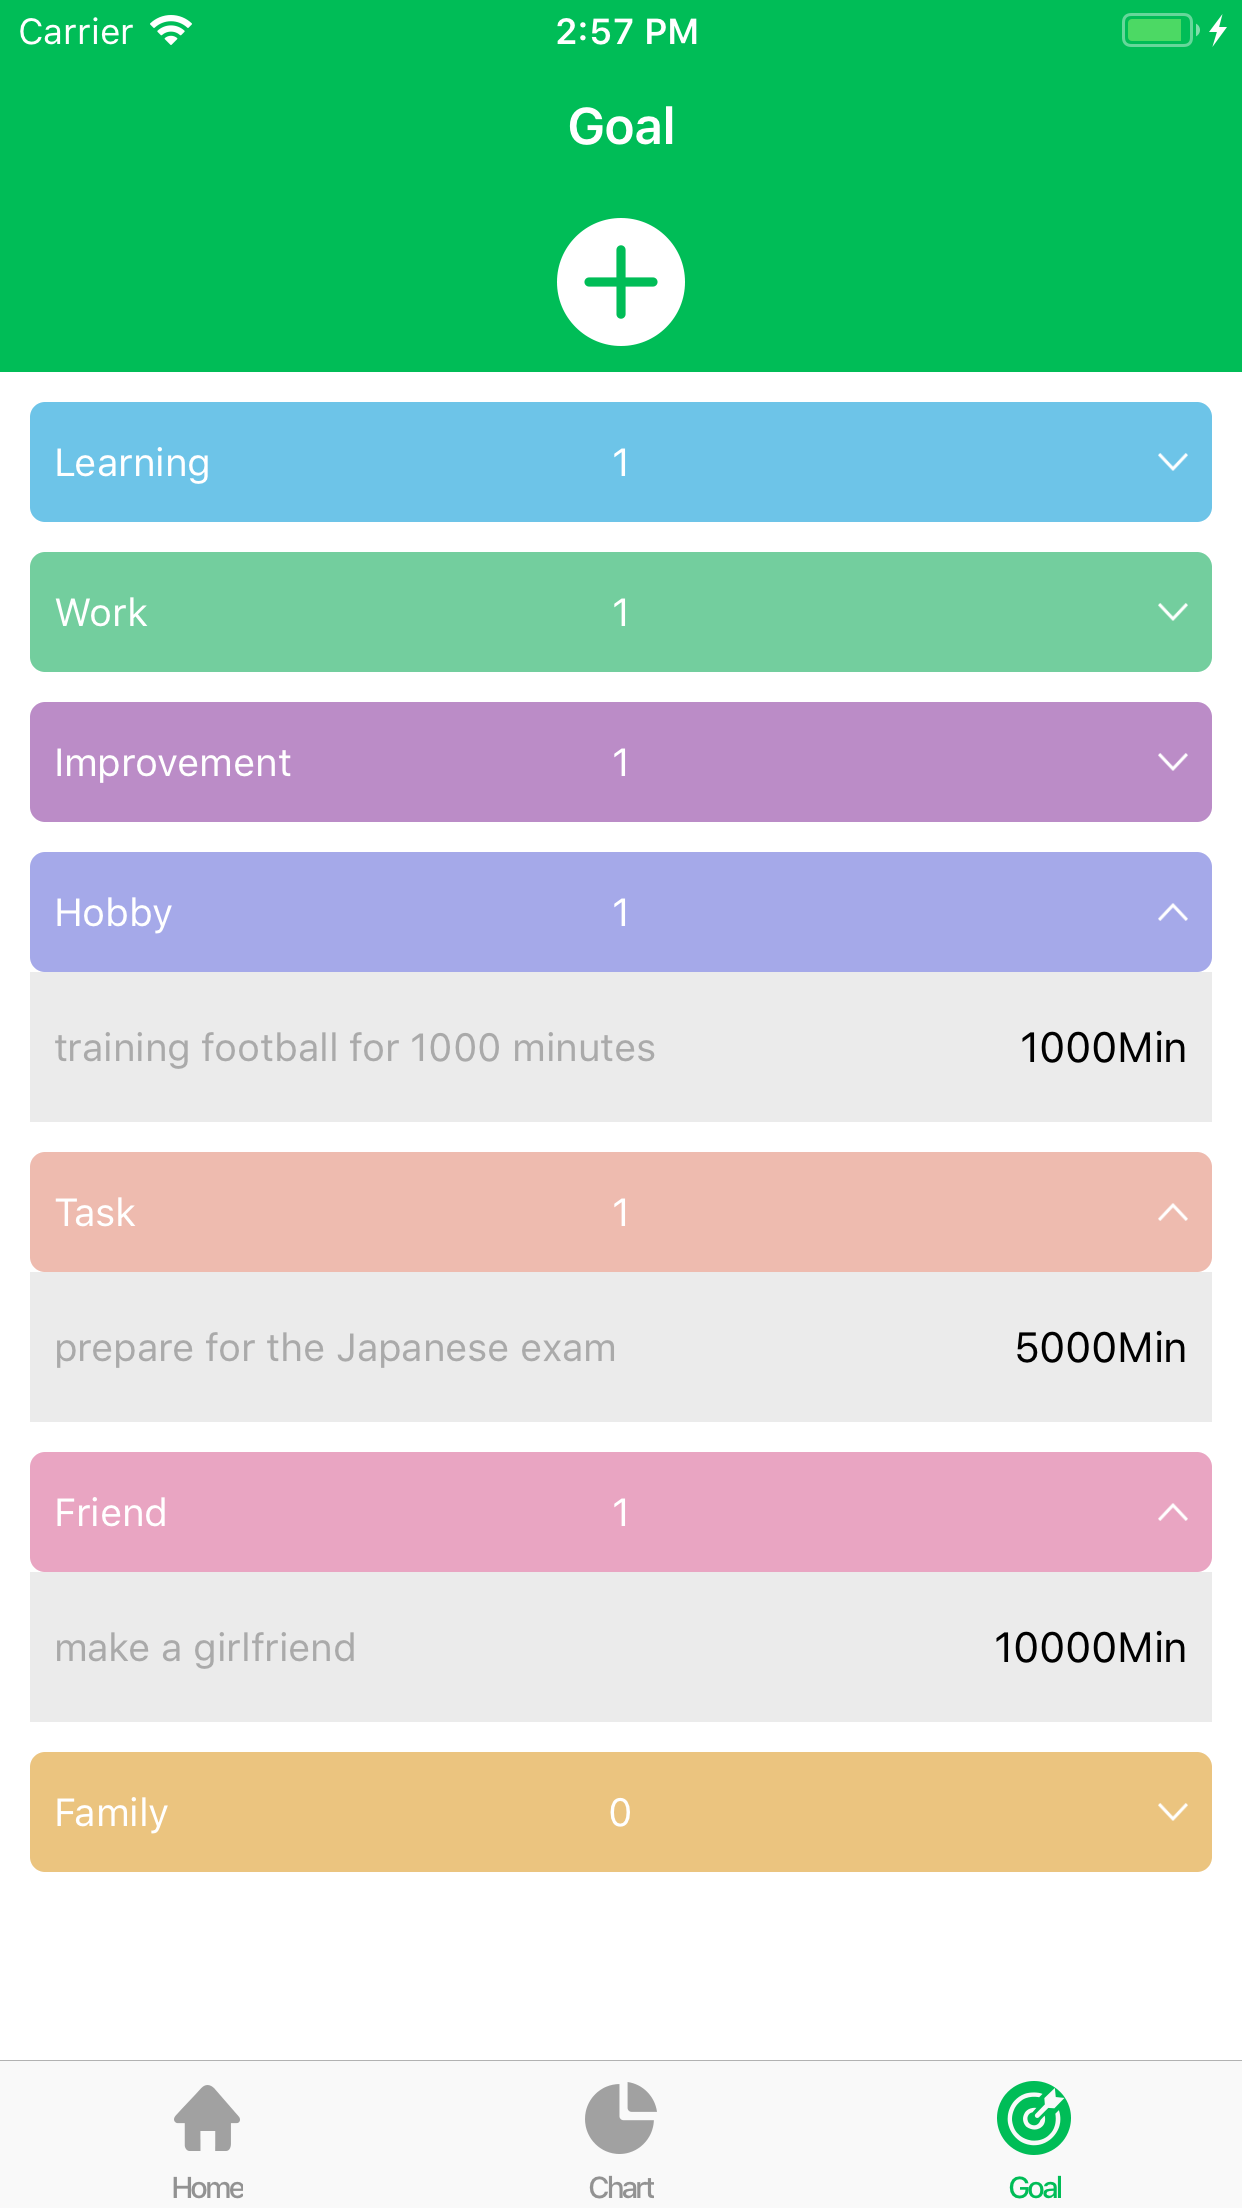 Carrier 2:57 PM
Goal
Learning 1
Work 1
Improvement 1
Hobby 1
training football for 1000 minutes 1000Min
Task 1
prepare for the Japanese exam 5000Min
Friend 1
make a girlfriend 10000Min
Family 0
Home Chart Goal